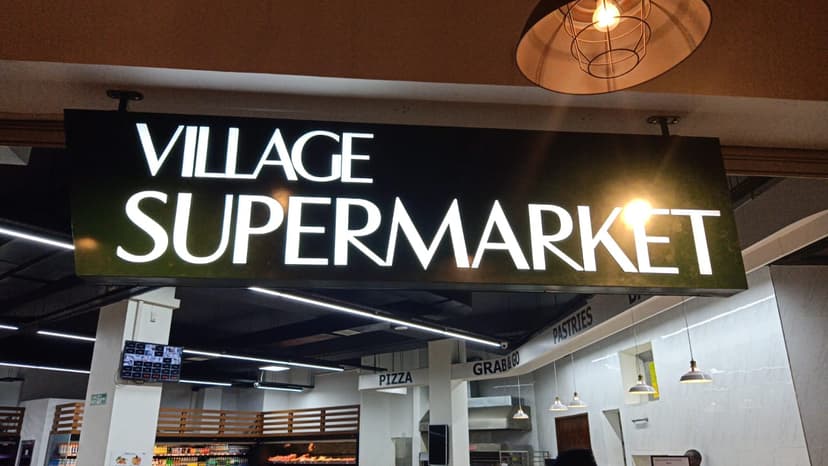 VILLAGE
SUPERMARKET
PIZZA
GRAB&GO
PASTRIES